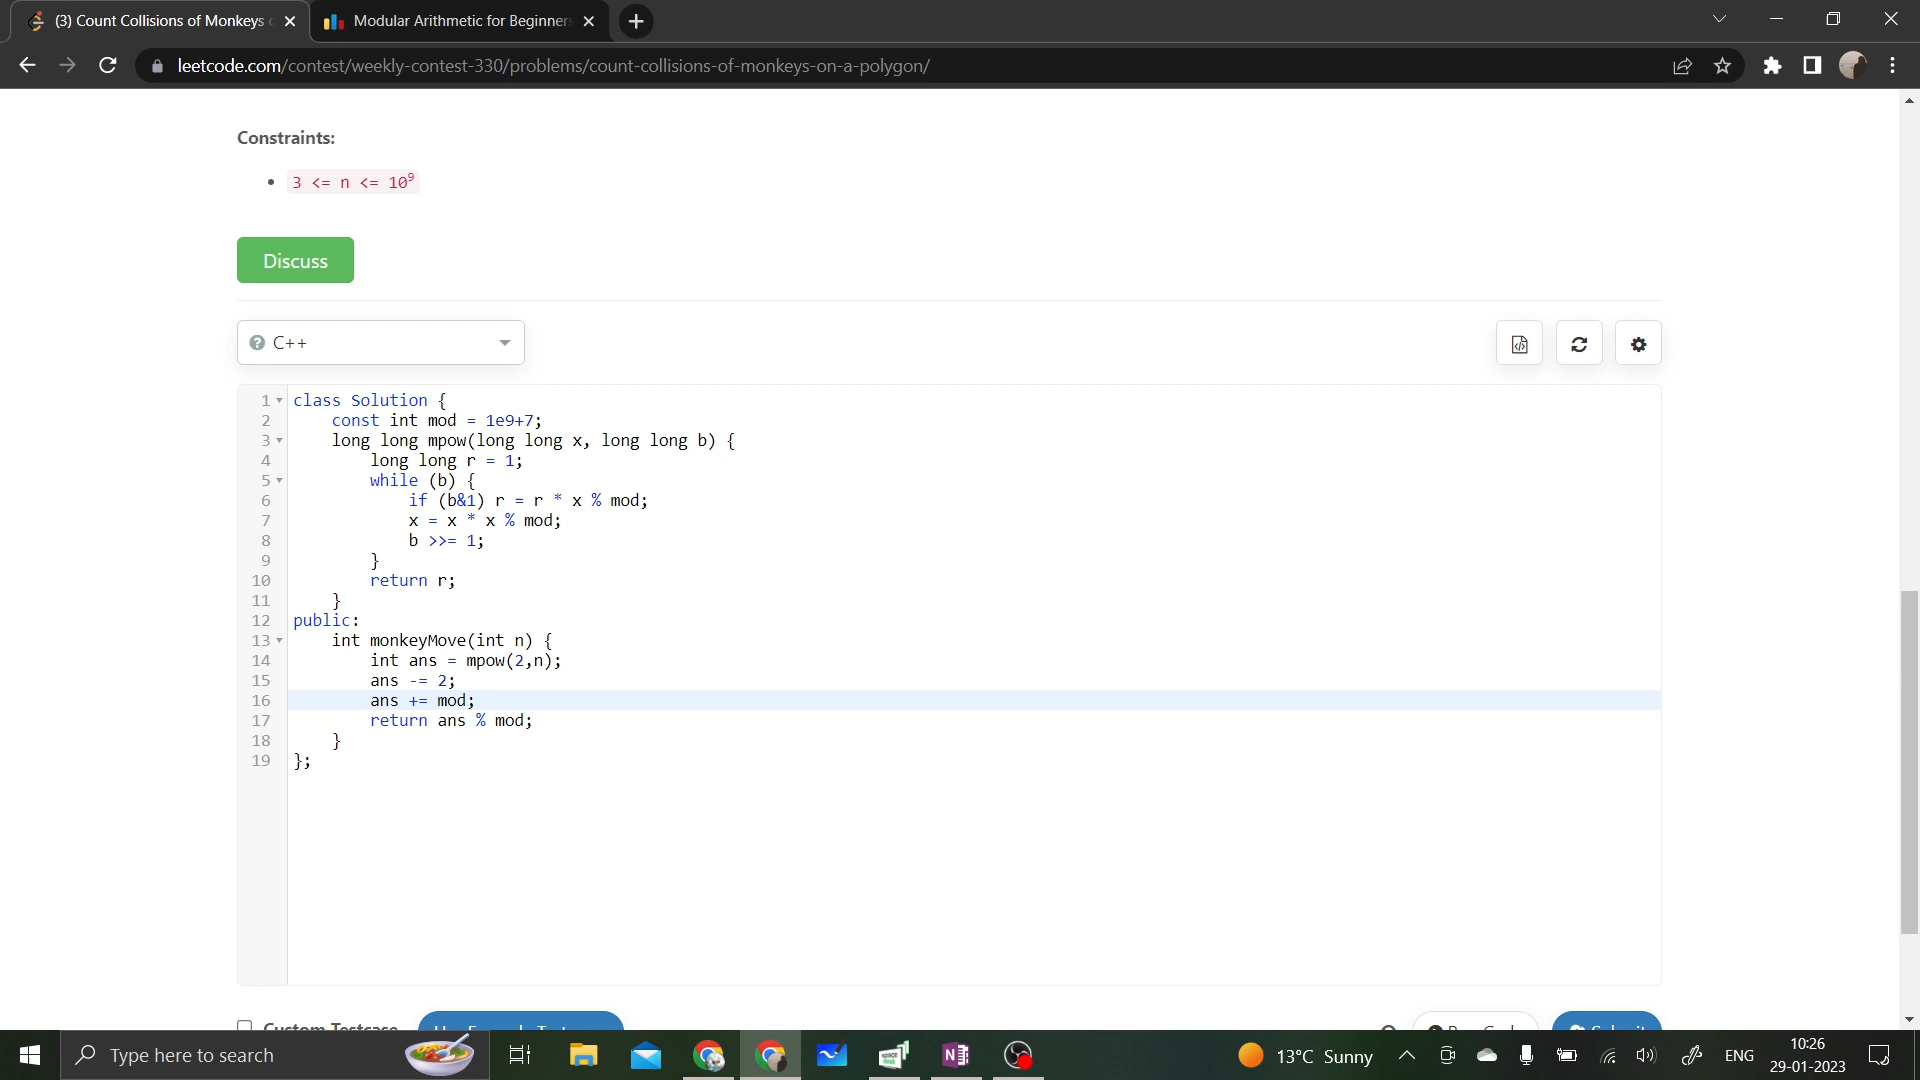 (3) Count Collisions of Monkeys
Modular Arithmetic for Beginners
leetcode.com/contest/weekly-contest-330/problems/count-collisions-of-monkeys-on-a-polygon/
Constraints:
3 <= n <= 10⁹
Discuss
C++
1 class Solution {
2 const int mod = 1e9+7;
3 long long mpow(long long x, long long b) {
4 long long r = 1;
5 while (b) {
6 if (b&1) r = r * x % mod;
7 x = x * x % mod;
8 b >>= 1;
9 }
10 return r;
11 }
12 public:
13 int monkeyMove(int n) {
14 int ans = mpow(2,n);
15 ans -= 2;
16 ans += mod;
17 return ans % mod;
18 }
19 };
Custom Testcase
Type here to search
13°C Sunny
ENG
10:26
29-01-2023